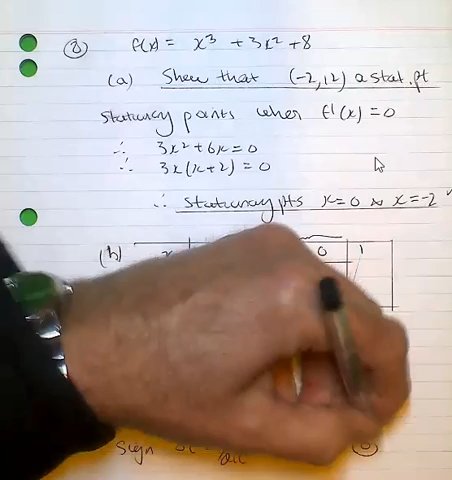 ② f(x) = x³ + 3x² + 8
(a) Show that (-2, 12) a stat. pt
Stationary points when f'(x) = 0
∴ 3x² + 6x = 0
∴ 3x(x+2) = 0
∴ Stationary pts x=0 x=-2
(b) x 0 1
Sign